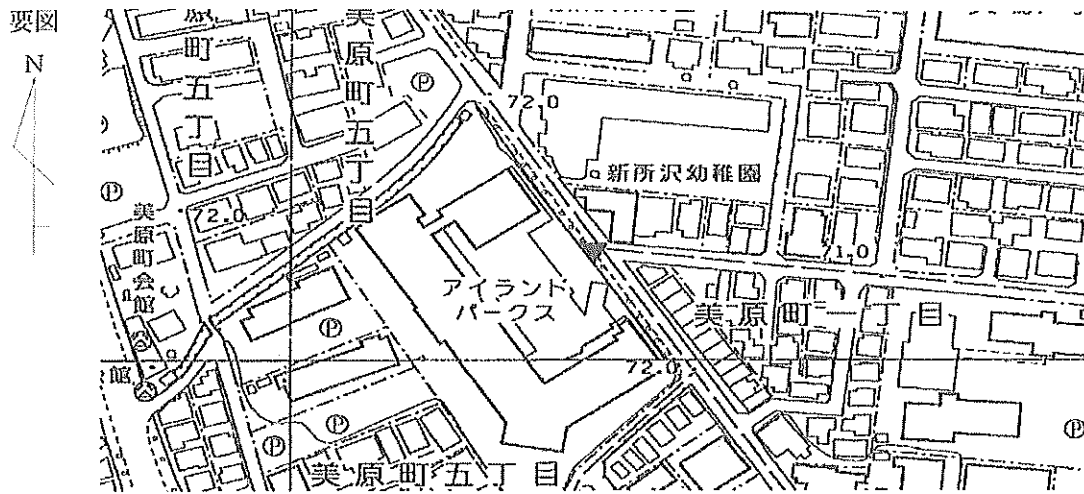 要図
N
原町五丁目
美原町五丁目
Ⓟ
72.0
新所沢幼稚園
Ⓟ
72.0
美原町会館
71.0
アイランド
パークス
美原町一丁目
Ⓟ
館
72.0
Ⓟ
Ⓟ
Ⓟ
美原町五丁目